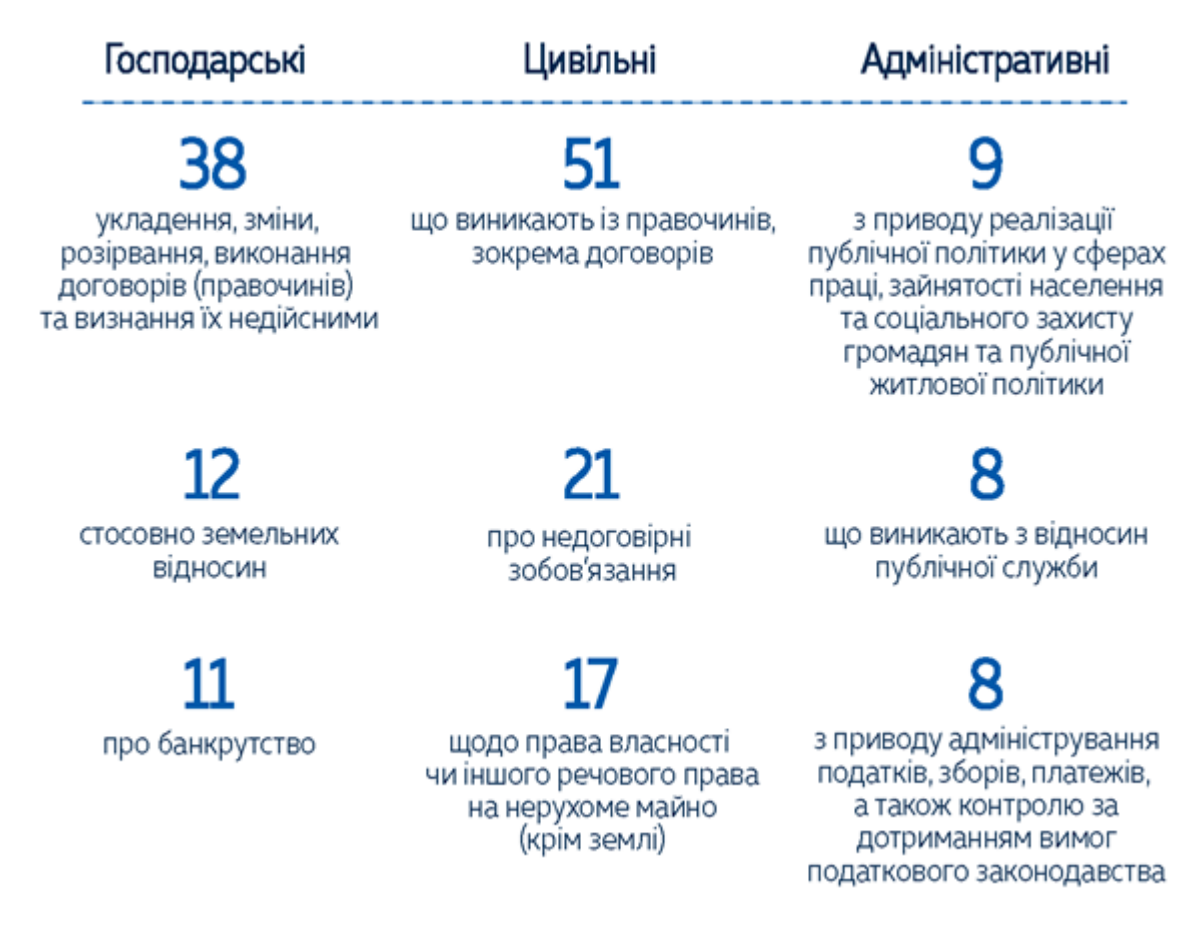 Господарські
Цивільні
Адміністративні
38
укладення, зміни,
розірвання, виконання
договорів (правочинів)
та визнання їх недійсними
51
що виникають із правочинів,
зокрема договорів
9
з приводу реалізації
публічної політики у сферах
праці, зайнятості населення
та соціального захисту
громадян та публічної
житлової політики
12
стосовно земельних
відносин
21
про недоговірні
зобов'язання
8
що виникають з відносин
публічної служби
11
про банкрутство
17
щодо права власності
чи іншого речового права
на нерухоме майно
(крім землі)
8
з приводу адміністрування
податків, зборів, платежів,
а також контролю за
дотриманням вимог
податкового законодавства